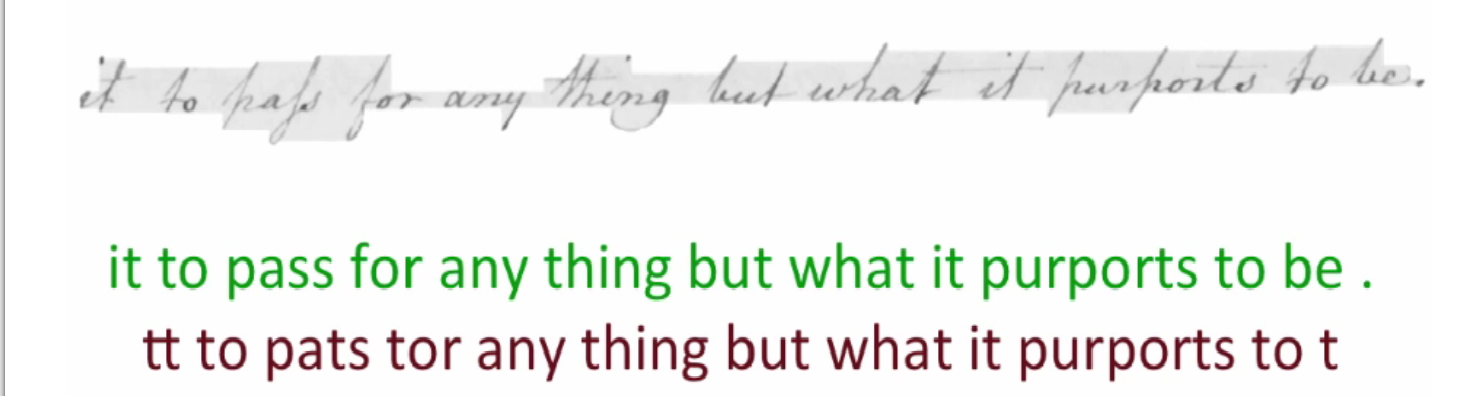 it to paſs for any thing but what it purports to be.
it to pass for any thing but what it purports to be .
tt to pats tor any thing but what it purports to t